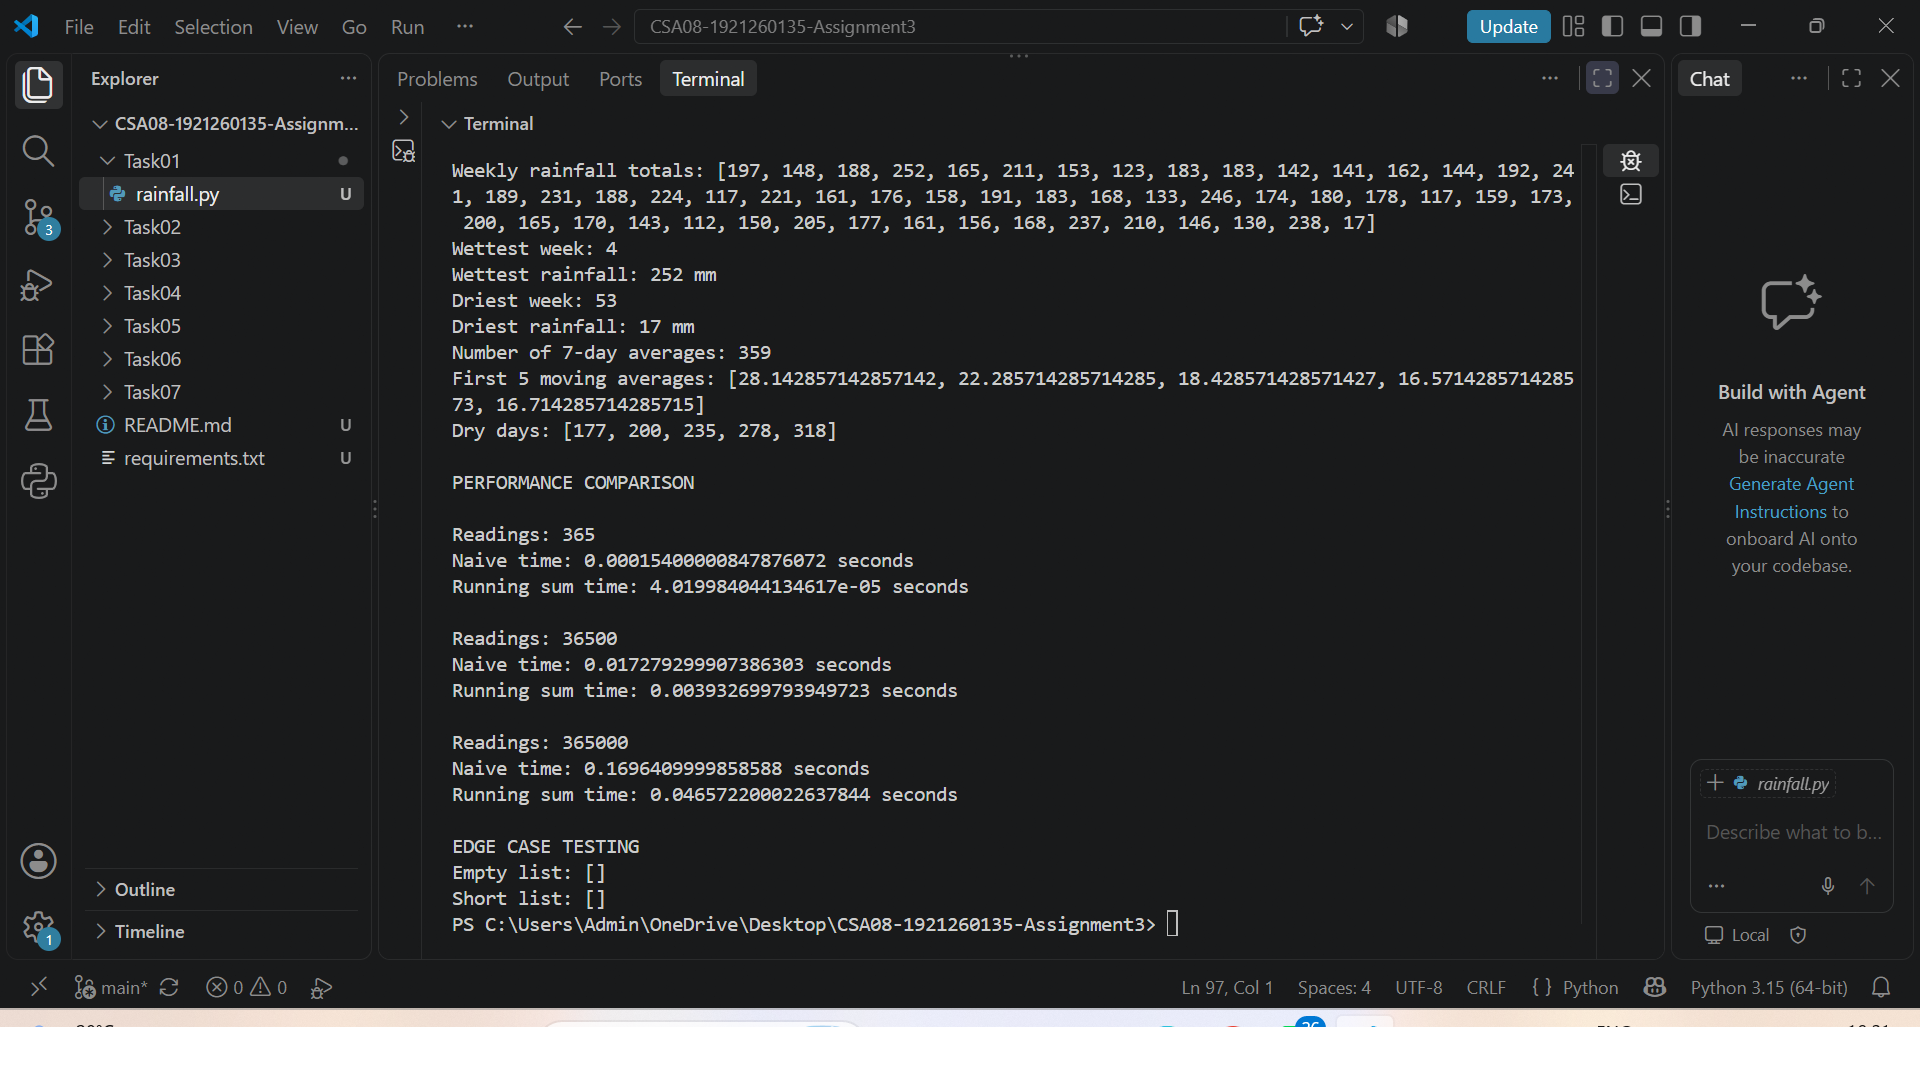 File Edit Selection View Go Run ···
CSA08-1921260135-Assignment3
Update
Explorer
CSA08-1921260135-Assignm...
Task01
rainfall.py U
Task02
Task03
Task04
Task05
Task06
Task07
README.md U
requirements.txt U
3
1
Outline
Timeline
Problems Output Ports Terminal
Terminal
Weekly rainfall totals: [197, 148, 188, 252, 165, 211, 153, 123, 183, 183, 142, 141, 162, 144, 192, 24
1, 189, 231, 188, 224, 117, 221, 161, 176, 158, 191, 183, 168, 133, 246, 174, 180, 178, 117, 159, 173,
200, 165, 170, 143, 112, 150, 205, 177, 161, 156, 168, 237, 210, 146, 130, 238, 17]
Wettest week: 4
Wettest rainfall: 252 mm
Driest week: 53
Driest rainfall: 17 mm
Number of 7-day averages: 359
First 5 moving averages: [28.142857142857142, 22.285714285714285, 18.428571428571427, 16.5714285714285
73, 16.714285714285715]
Dry days: [177, 200, 235, 278, 318]
PERFORMANCE COMPARISON
Readings: 365
Naive time: 0.00015400000847876072 seconds
Running sum time: 4.019984044134617e-05 seconds
Readings: 36500
Naive time: 0.017279299907386303 seconds
Running sum time: 0.003932699793949723 seconds
Readings: 365000
Naive time: 0.1696409999858588 seconds
Running sum time: 0.046572200022637844 seconds
EDGE CASE TESTING
Empty list: []
Short list: []
PS C:\Users\Admin\OneDrive\Desktop\CSA08-1921260135-Assignment3>
Chat
Build with Agent
AI responses may
be inaccurate
Generate Agent
Instructions to
onboard AI onto
your codebase.
rainfall.py
Describe what to b...
Local
main* 0 0
Ln 97, Col 1 Spaces: 4 UTF-8 CRLF { } Python Python 3.15 (64-bit)